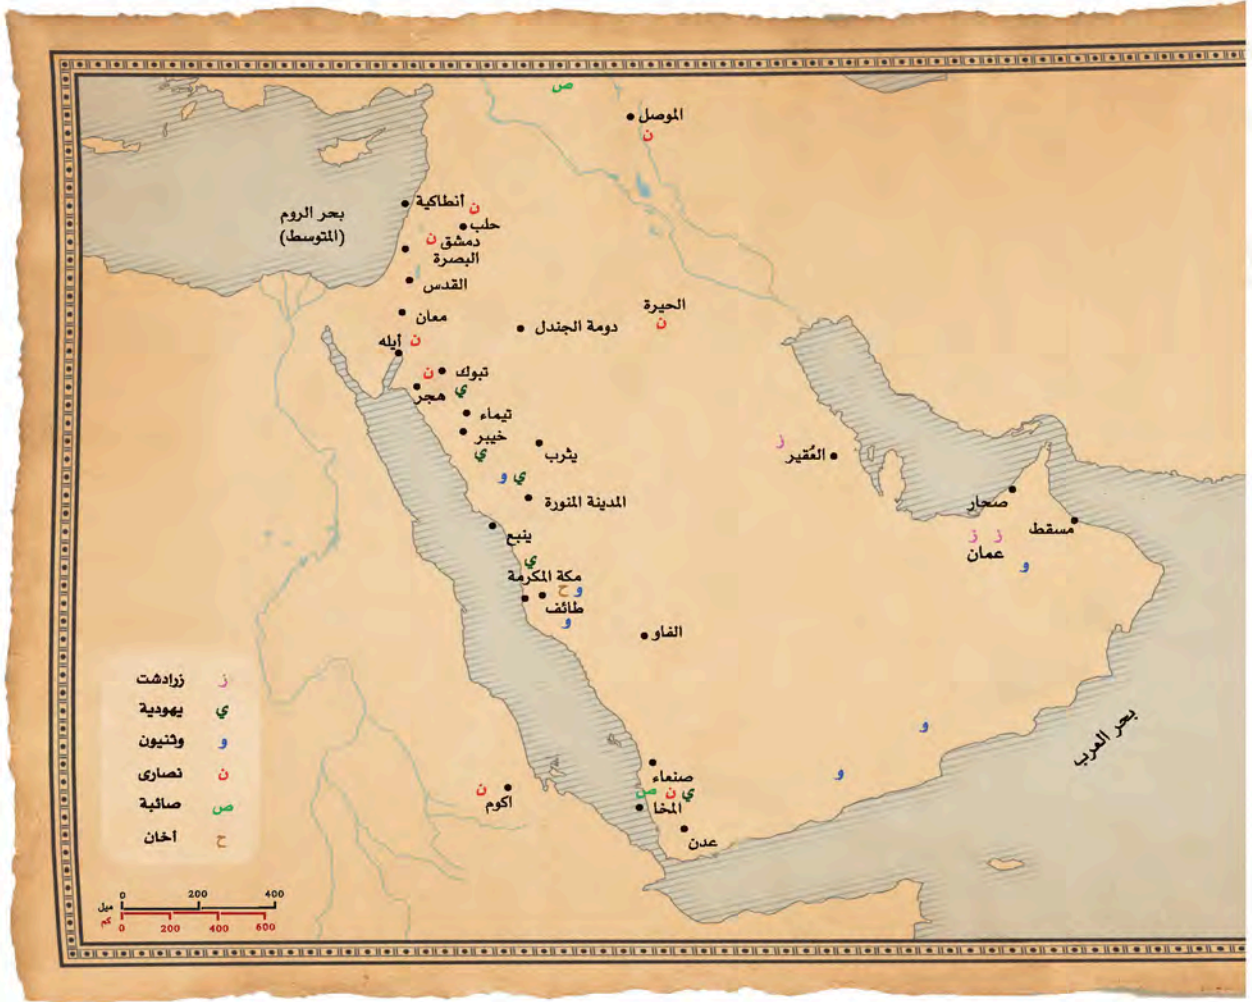 ص
الموصل
ن
أنطاكية
ن
حلب
ن
دمشق
البصرة
بحر الروم
(المتوسط)
القدس
معان
دومة الجندل
الحيرة
ن
أيله
ن
تبوك
ن
هجر
ي
تيماء
خيبر
ي
يثرب
و
ي
المدينة المنورة
ينبع
ي
مكة المكرمة
ح
و
طائف
و
الفاو
ز
العُقير
صحار
مسقط
ز
ز
عمان
و
بحر العرب
و
و
صنعاء
ص
ن
ي
المخا
عدن
ن
اكوم
ز زرادشت
ي يهودية
و وثنيون
ن نصارى
ص صائبة
ح أخان
ميل 0 200 400
كم 0 200 400 600